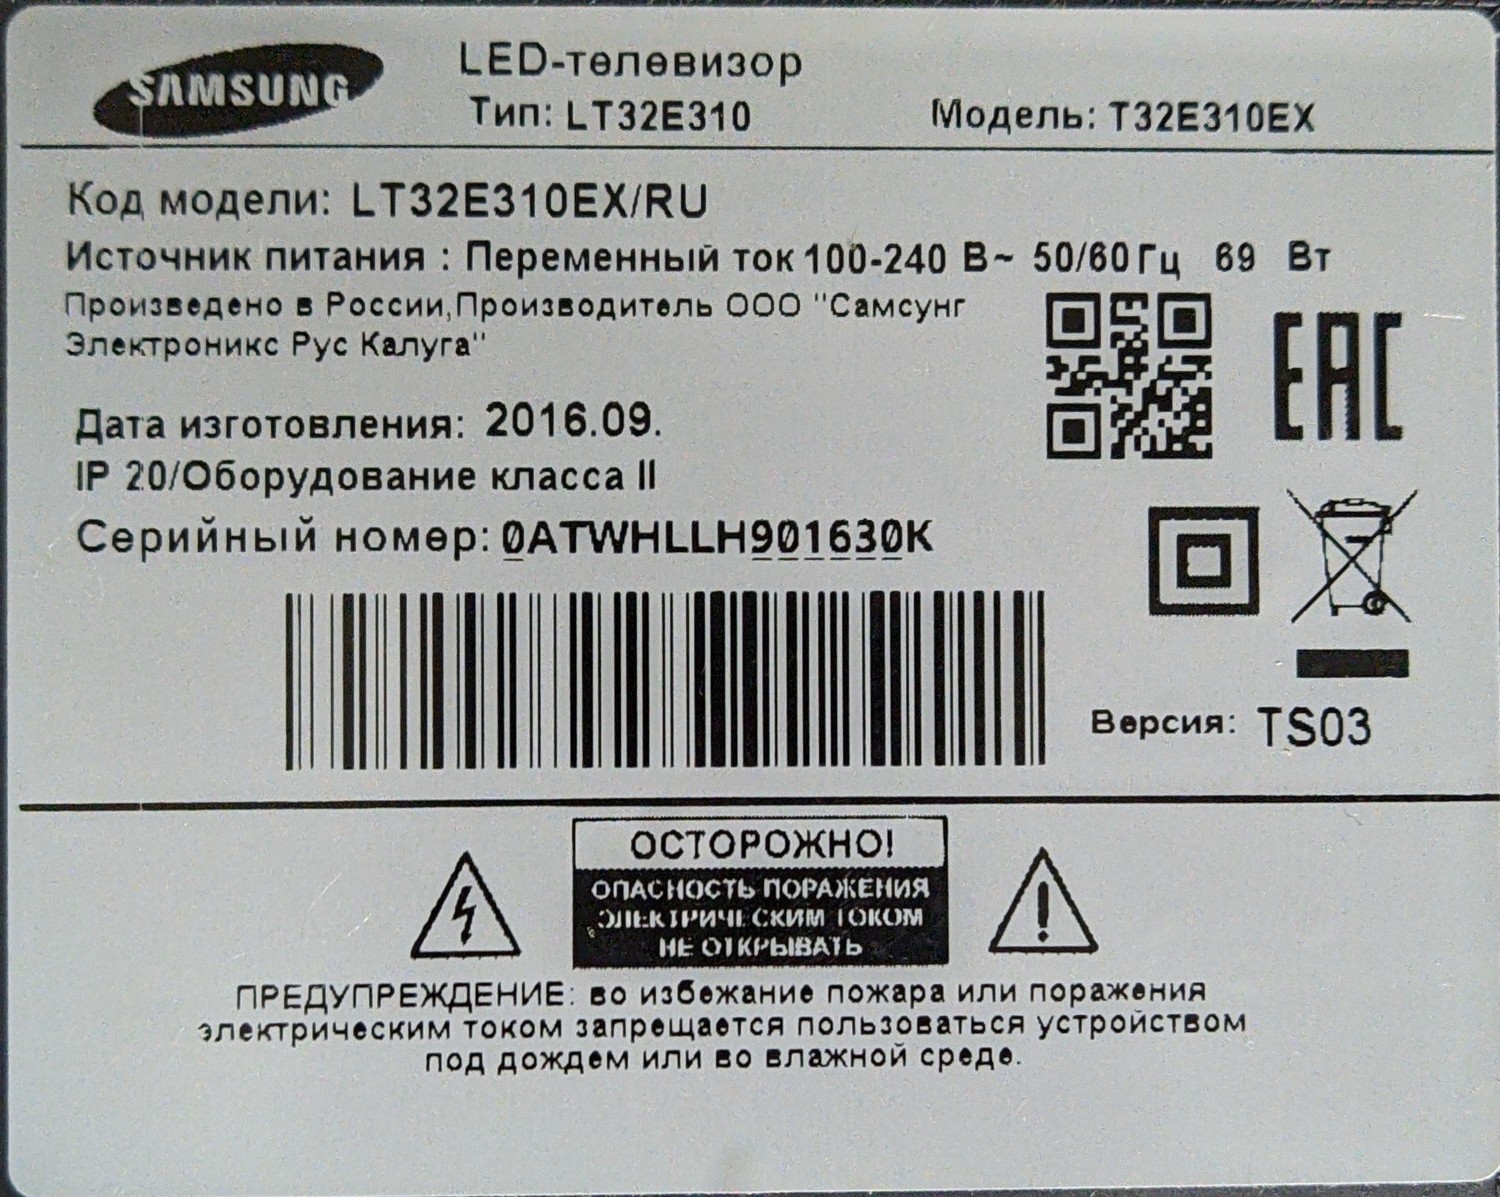 SAMSUNG
LED-телевизор
Тип: LT32E310 Модель: T32E310EX
Код модели: LT32E310EX/RU
Источник питания : Переменный ток 100-240 В~ 50/60 Гц 69 Вт
Произведено в России,Производитель ООО "Самсунг
Электроникс Рус Калуга"
EAC
Дата изготовления: 2016.09.
IP 20/Оборудование класса II
Серийный номер: 0ATWHLLH901630K
Версия: TS03
ОСТОРОЖНО!
ОПАСНОСТЬ ПОРАЖЕНИЯ
ЭЛЕКТРИЧЕСКИМ ТОКОМ
НЕ ОТКРЫВАТЬ
ПРЕДУПРЕЖДЕНИЕ: во избежание пожара или поражения
электрическим током запрещается пользоваться устройством
под дождем или во влажной среде.